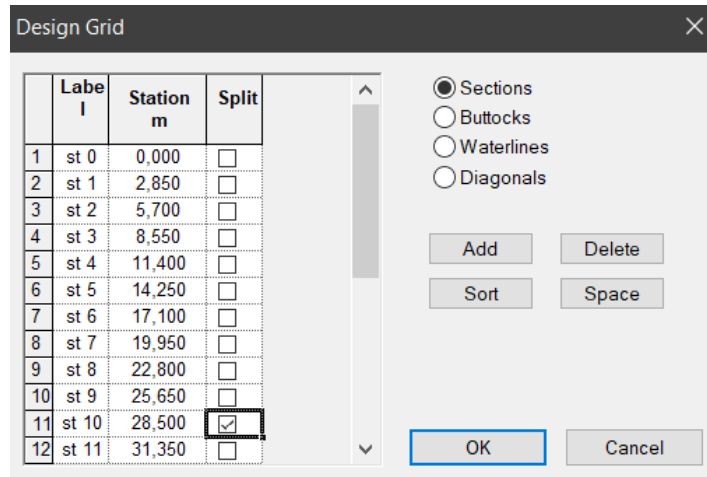 Design Grid
Labe
l
Station
m
Split
1 st 0 0,000
2 st 1 2,850
3 st 2 5,700
4 st 3 8,550
5 st 4 11,400
6 st 5 14,250
7 st 6 17,100
8 st 7 19,950
9 st 8 22,800
10 st 9 25,650
11 st 10 28,500
12 st 11 31,350
Sections
Buttocks
Waterlines
Diagonals
Add Delete
Sort Space
OK Cancel